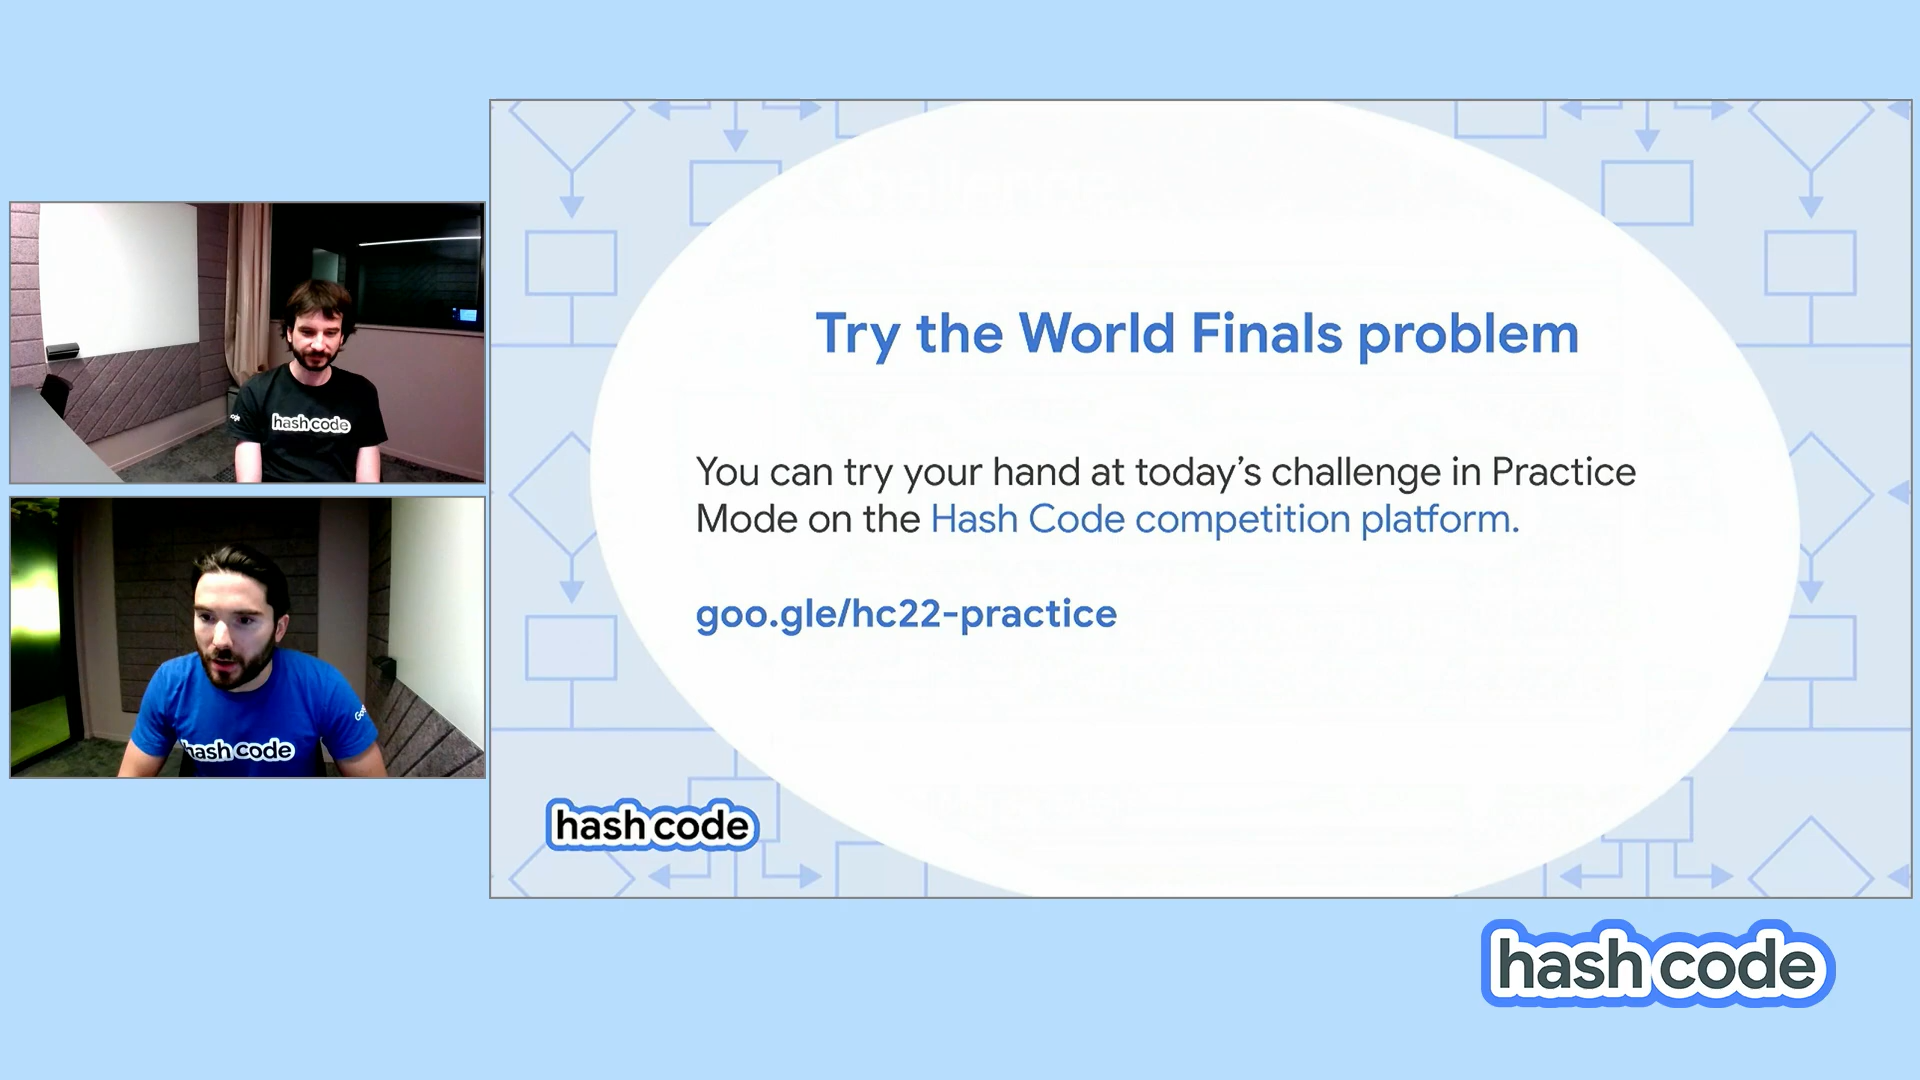 Try the World Finals problem
You can try your hand at today's challenge in Practice
Mode on the Hash Code competition platform.
goo.gle/hc22-practice
hash code
hash code
hash code
hash code